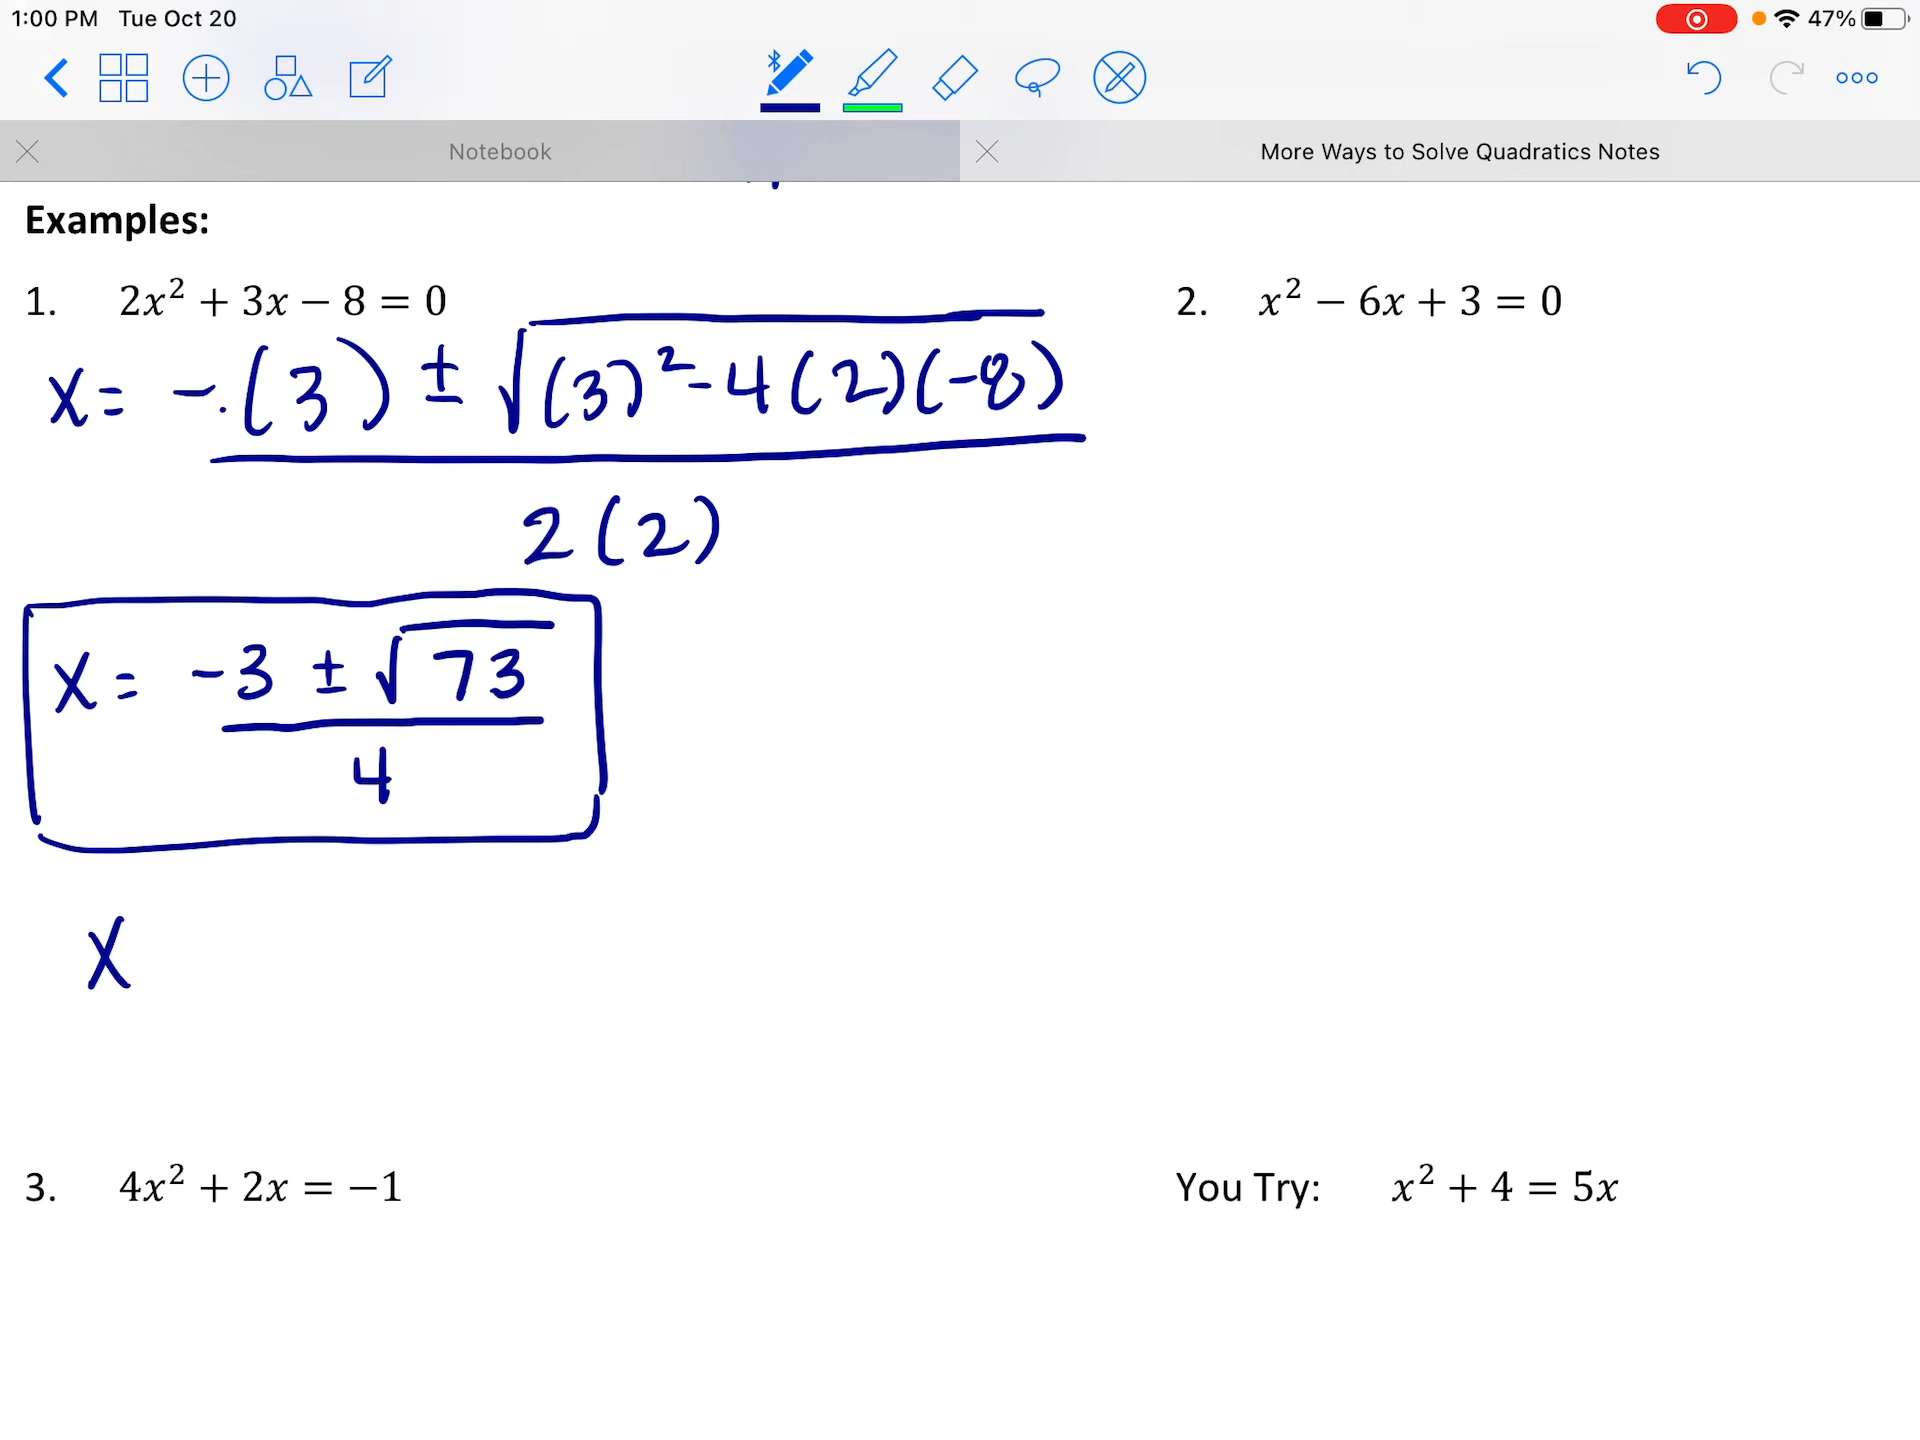 1:00 PM Tue Oct 20
47%
Notebook
More Ways to Solve Quadratics Notes
Examples:
1. 2x² + 3x − 8 = 0
x = -(3) ± √((3)² - 4(2)(-8))
2(2)
x = -3 ± √73
4
x
2. x² − 6x + 3 = 0
3. 4x² + 2x = −1
You Try: x² + 4 = 5x